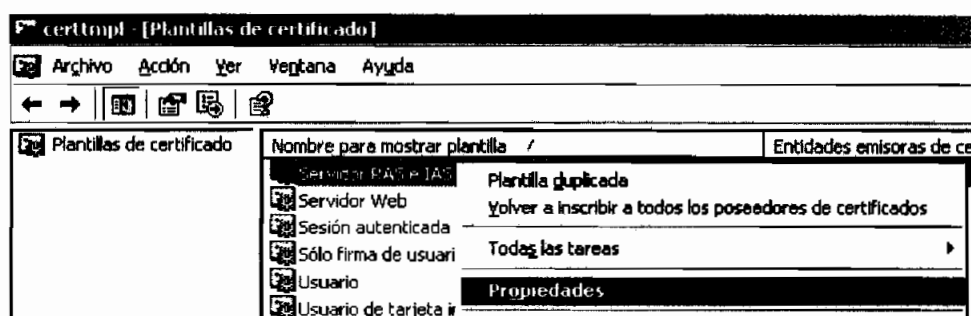 certtmpl - [Plantillas de certificado]
Archivo Acción Ver Ventana Ayuda
Plantillas de certificado
Nombre para mostrar plantilla / Entidades emisoras de ce
Servidor RAS e IAS
Plantilla duplicada
Servidor Web
Volver a inscribir a todos los poseedores de certificados
Sesión autenticada
Sólo firma de usuari
Todas las tareas
Usuario
Propiedades
Usuario de tarjeta ir